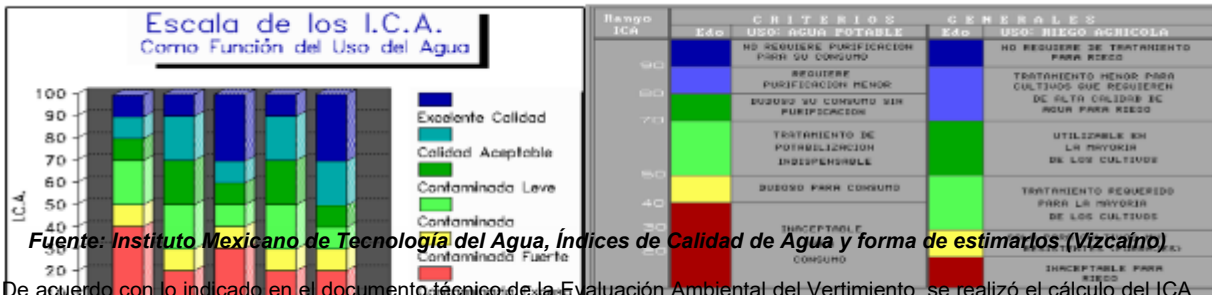 Escala de los I.C.A.
Como Función del Uso del Agua
100
90
80
70
60
50
40
30
20
I.C.A.
Excelente Calidad
Calidad Aceptable
Contaminada Leve
Contaminada
Contaminada Fuerte
Rango ICA
CRITERIOS GENERALES
Edo USO: AGUA POTABLE Edo USO: RIEGO AGRICOLA
90
80
70
50
40
30
20
NO REQUIERE PURIFICACION
PARA SU CONSUMO
REQUIERE
PURIFICACION MENOR
DUDOSO SU CONSUMO SIN
PURIFICACION
TRATAMIENTO DE
POTABILIZACION
INDISPENSABLE
DUDOSO PARA CONSUMO
INACEPTABLE
CONSUMO
NO REQUIERE DE TRATAMIENTO
PARA RIEGO
TRATAMIENTO MENOR PARA
CULTIVOS QUE REQUIEREN
DE ALTA CALIDAD DE
AGUA PARA RIEGO
UTILIZABLE EN
LA MAYORIA
DE LOS CULTIVOS
TRATAMIENTO REQUERIDO
PARA LA MAYORIA
DE LOS CULTIVOS
INACEPTABLE PARA
RIEGO
Fuente: Instituto Mexicano de Tecnología del Agua, Índices de Calidad de Agua y forma de estimarlos (Vizcaíno)
De acuerdo con lo indicado en el documento técnico de la Evaluación Ambiental del Vertimiento, se realizó el cálculo del ICA